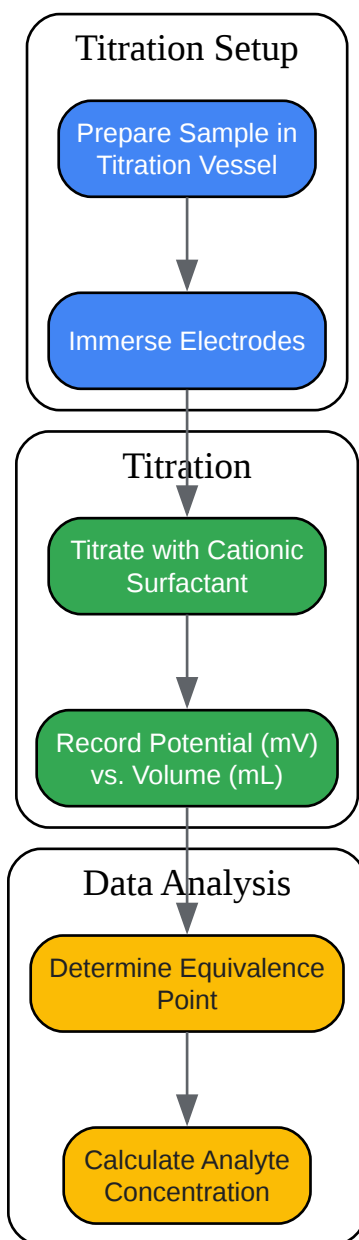 Titration Setup
Prepare Sample in
Titration Vessel
Immerse Electrodes
Titration
Titrate with Cationic
Surfactant
Record Potential (mV)
vs. Volume (mL)
Data Analysis
Determine Equivalence
Point
Calculate Analyte
Concentration